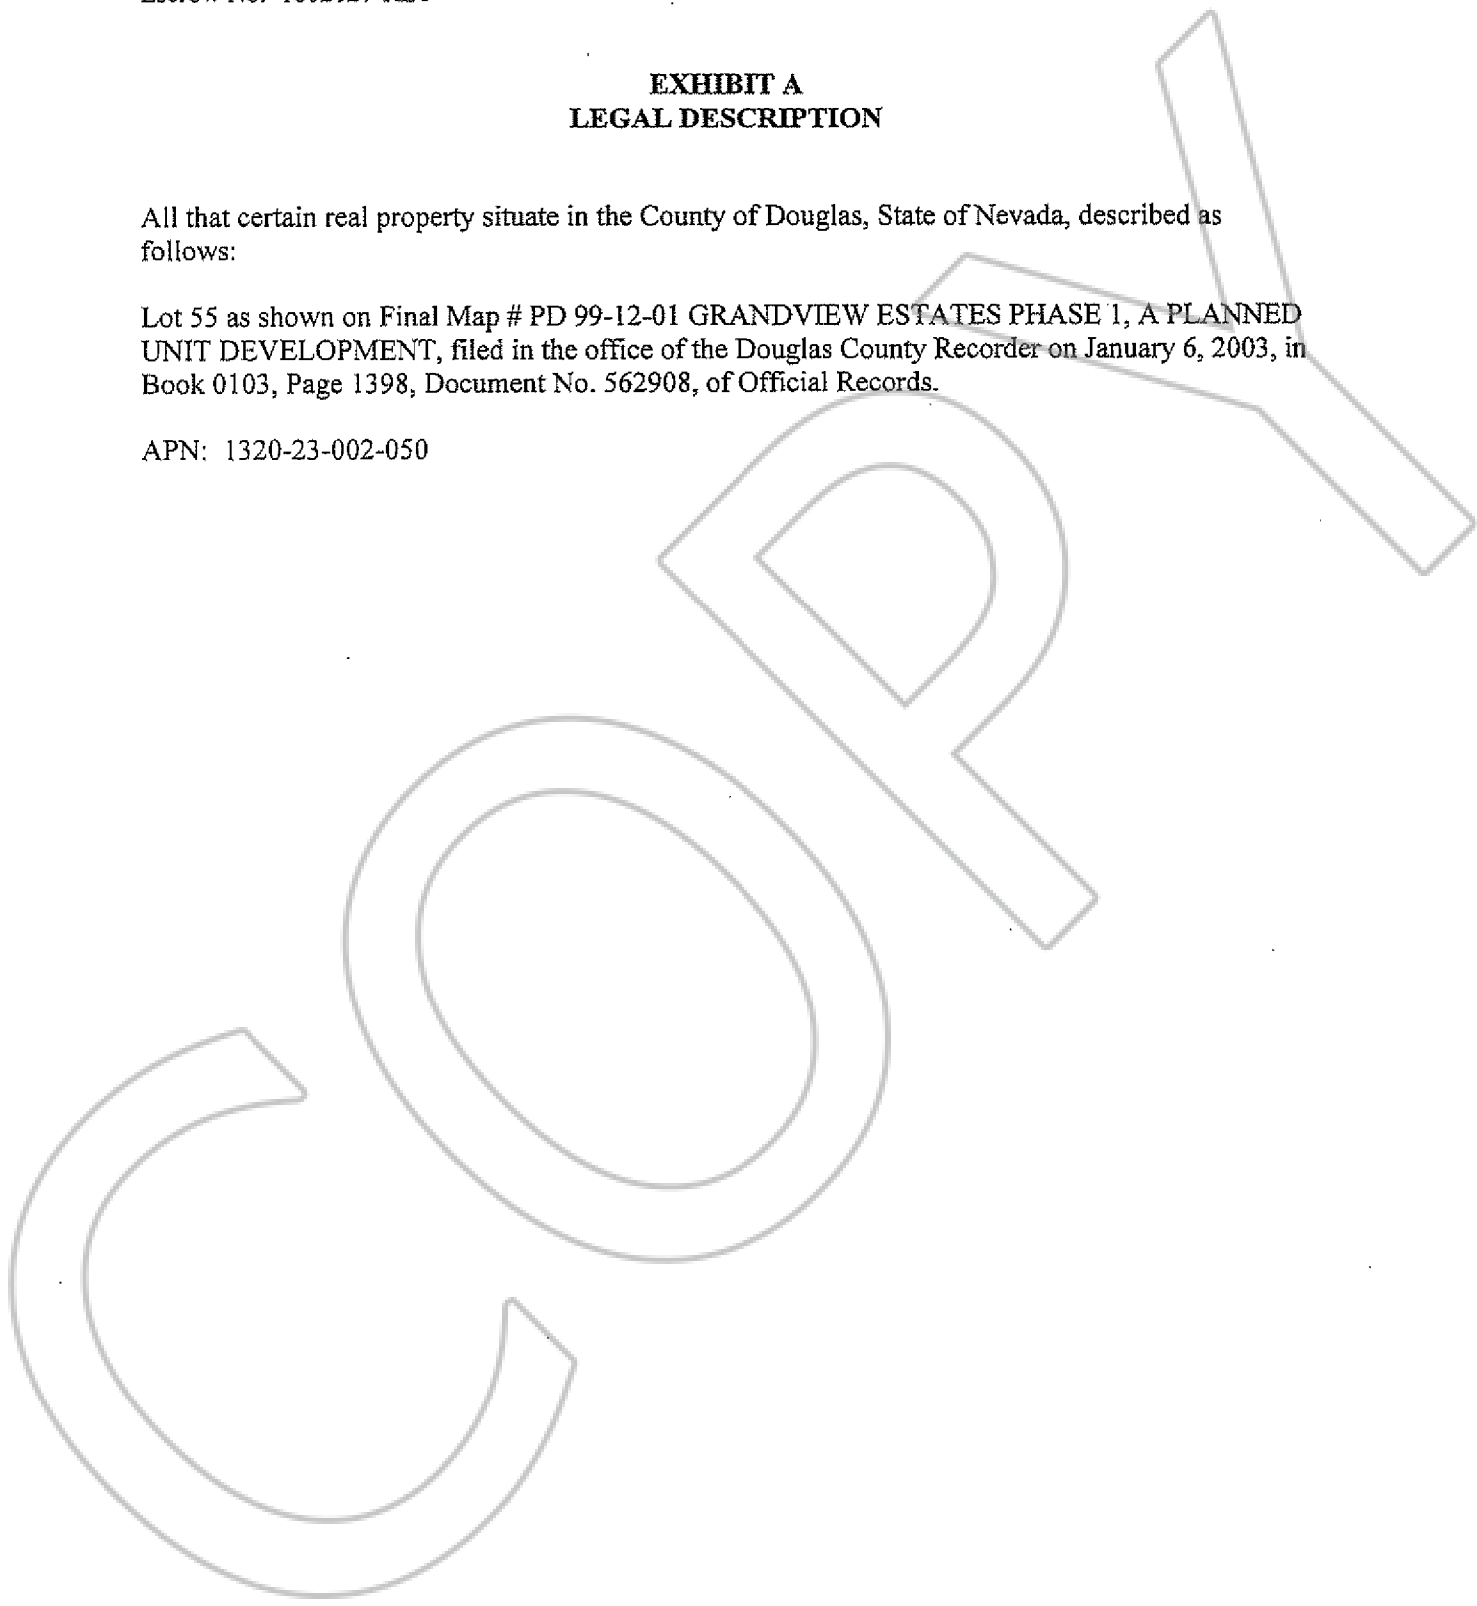 Escrow No.
EXHIBIT A
LEGAL DESCRIPTION
All that certain real property situate in the County of Douglas, State of Nevada, described as
follows:
Lot 55 as shown on Final Map # PD 99-12-01 GRANDVIEW ESTATES PHASE 1, A PLANNED
UNIT DEVELOPMENT, filed in the office of the Douglas County Recorder on January 6, 2003, in
Book 0103, Page 1398, Document No. 562908, of Official Records.
APN: 1320-23-002-050
COPY